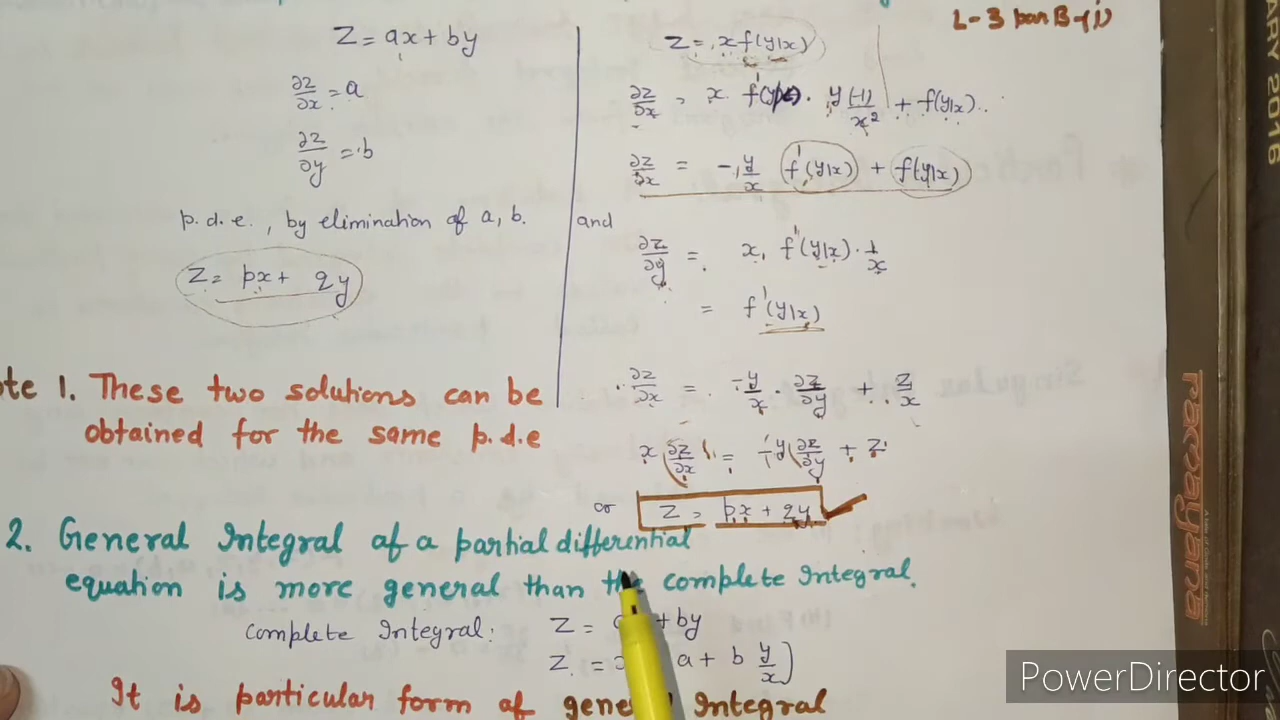 L-3 part B-(i)
Z = ax + by
∂z/∂x = a
∂z/∂y = b
p.d.e., by elimination of a, b.
Z = px + qy
Z = x f(y/x)
∂z/∂x = x. f'(y/x). y(-1)/x² + f(y/x).
∂z/∂x = -y/x f'(y/x) + f(y/x)
and
∂z/∂y = x. f'(y/x). 1/x
= f'(y/x)
∂z/∂x = -y/x . ∂z/∂y + z/x
x ∂z/∂x = -y ∂z/∂y + z
or Z = px + qy
1. These two solutions can be
obtained for the same p.d.e
2. General Integral of a partial differential
equation is more general than the complete Integral.
Complete Integral: Z = + by
Z = a + b y/x]
It is particular form of general Integral
ramayana
PowerDirector